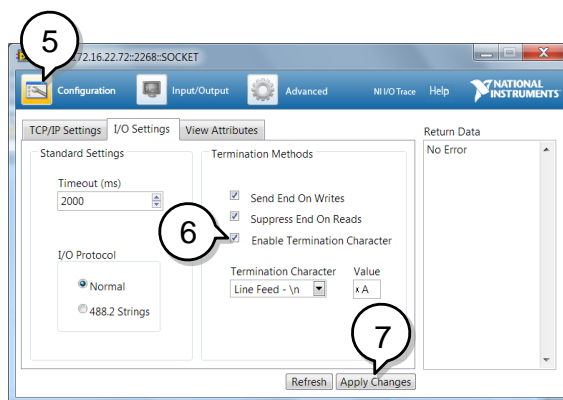 5
72.16.22.72::2268::SOCKET
Configuration Input/Output Advanced NI I/O Trace Help NATIONAL INSTRUMENTS
TCP/IP Settings I/O Settings View Attributes
Return Data
Standard Settings
Termination Methods
No Error
Timeout (ms)
2000
Send End On Writes
Suppress End On Reads
6
Enable Termination Character
I/O Protocol
Termination Character Value
Normal
Line Feed - \n x A
488.2 Strings
7
Refresh Apply Changes